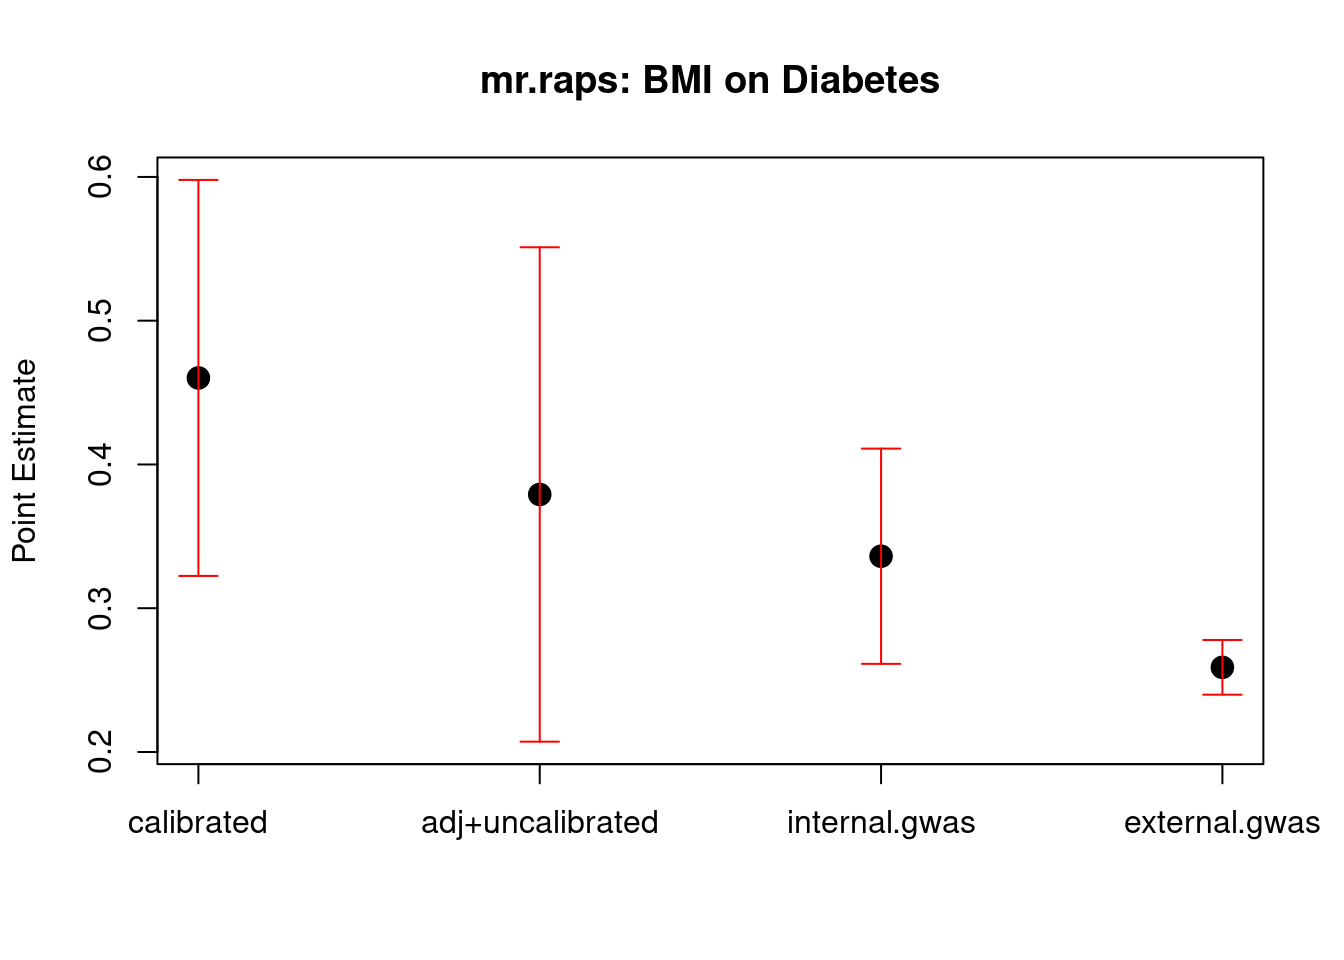 mr.raps: BMI on Diabetes
Point Estimate
0.6
0.5
0.4
0.3
0.2
calibrated
adj+uncalibrated
internal.gwas
external.gwas